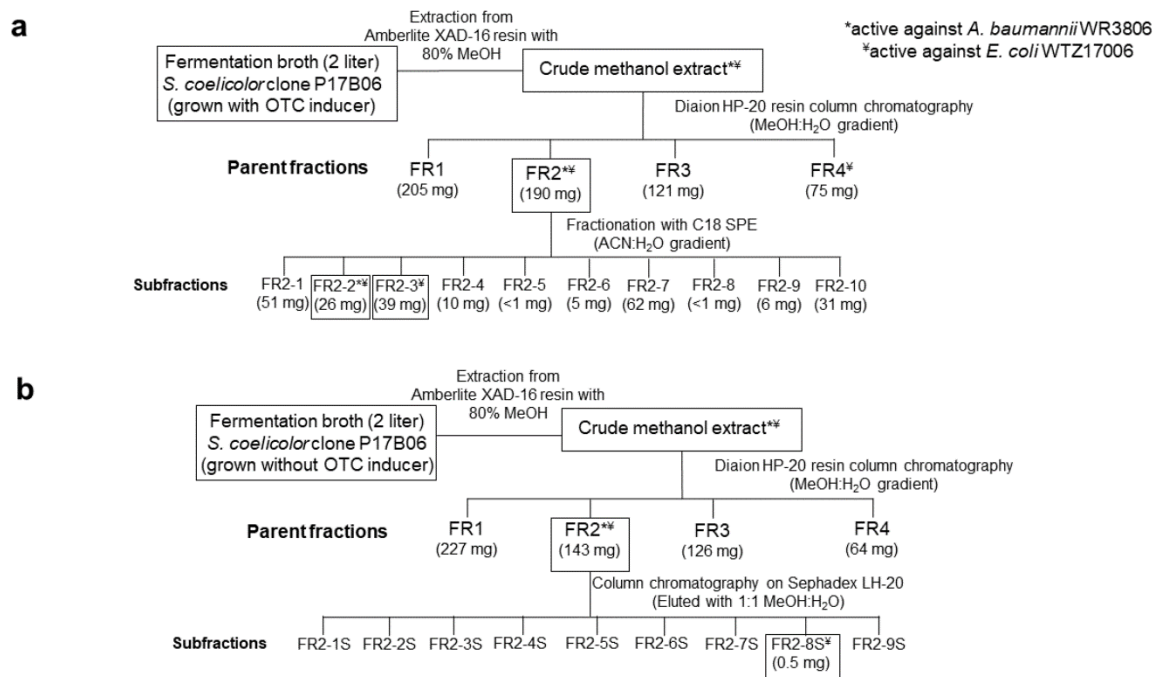 a
Extraction from
Amberlite XAD-16 resin with
80% MeOH
*active against A. baumannii WR3806
¥active against E. coli WTZ17006
Fermentation broth (2 liter)
S. coelicolor clone P17B06
(grown with OTC inducer)
Crude methanol extract*¥
Diaion HP-20 resin column chromatography
(MeOH:H2O gradient)
Parent fractions
FR1 FR2*¥ FR3 FR4¥
(205 mg) (190 mg) (121 mg) (75 mg)
Fractionation with C18 SPE
(ACN:H2O gradient)
Subfractions
FR2-1 FR2-2*¥ FR2-3¥ FR2-4 FR2-5 FR2-6 FR2-7 FR2-8 FR2-9 FR2-10
(51 mg) (26 mg) (39 mg) (10 mg) (<1 mg) (5 mg) (62 mg) (<1 mg) (6 mg) (31 mg)
b
Extraction from
Amberlite XAD-16 resin with
80% MeOH
Fermentation broth (2 liter)
S. coelicolor clone P17B06
(grown without OTC inducer)
Crude methanol extract*¥
Diaion HP-20 resin column chromatography
(MeOH:H2O gradient)
Parent fractions
FR1 FR2*¥ FR3 FR4
(227 mg) (143 mg) (126 mg) (64 mg)
Column chromatography on Sephadex LH-20
(Eluted with 1:1 MeOH:H2O)
Subfractions
FR2-1S FR2-2S FR2-3S FR2-4S FR2-5S FR2-6S FR2-7S FR2-8S¥ FR2-9S
(0.5 mg)